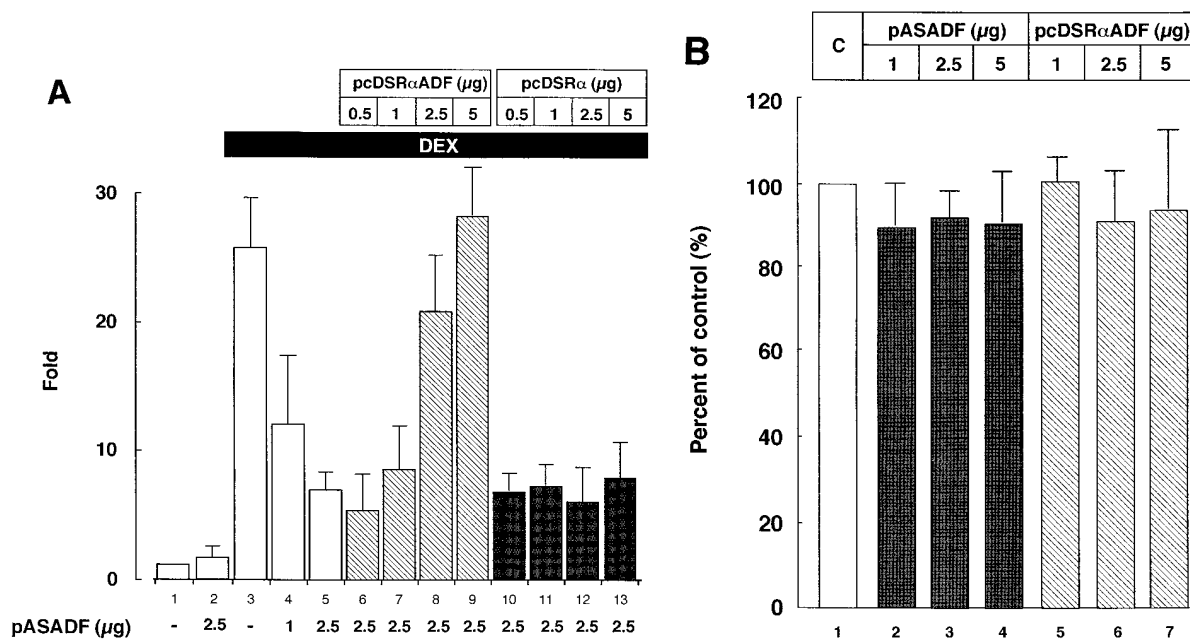 A
pcDSRαADF (µg) pcDSRα (µg)
0.5 1 2.5 5 0.5 1 2.5 5
DEX
Fold
30
20
10
0
1 2 3 4 5 6 7 8 9 10 11 12 13
pASADF (µg) - 2.5 - 1 2.5 2.5 2.5 2.5 2.5 2.5 2.5 2.5 2.5
B
C pASADF (µg) pcDSRαADF (µg)
1 2.5 5 1 2.5 5
Percent of control (%)
120
100
80
60
40
20
0
1 2 3 4 5 6 7